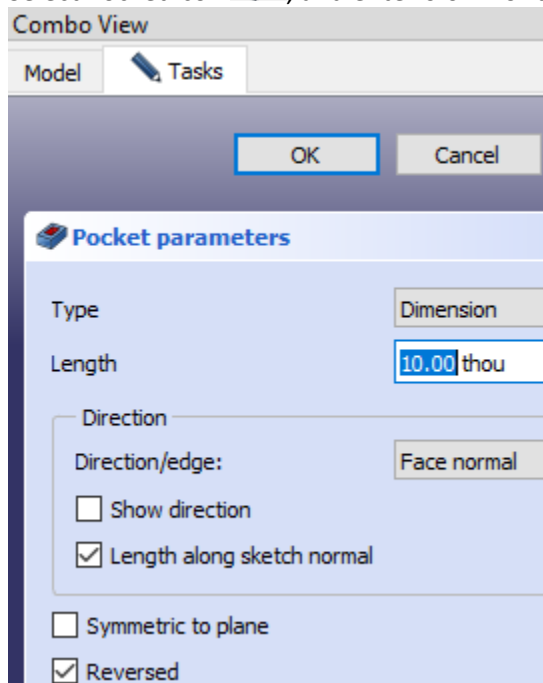 Combo View
Model Tasks
OK Cancel
Pocket parameters
Type Dimension
Length 10.00 thou
Direction
Direction/edge: Face normal
Show direction
Length along sketch normal
Symmetric to plane
Reversed